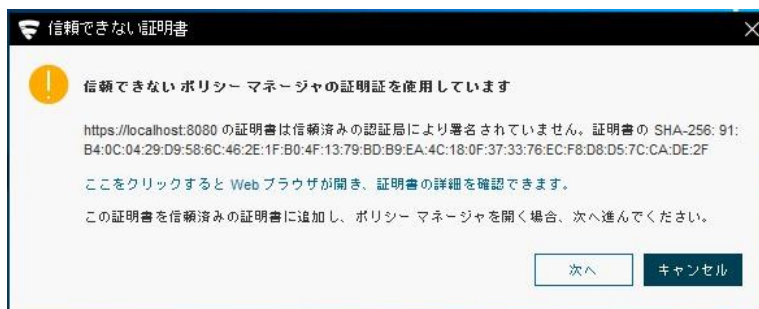 信頼できない証明書
信頼できない ポリシー マネージャの証明証を使用しています
https://localhost:8080 の証明書は信頼済みの認証局により署名されていません。証明書の SHA-256: 91:
B4:0C:04:29:D9:58:6C:46:2E:1F:B0:4F:13:79:BD:B9:EA:4C:18:0F:37:33:76:EC:F8:D8:D5:7C:CA:DE:2F
ここをクリックすると Web ブラウザが開き、証明書の詳細を確認できます。
この証明書を信頼済みの証明書に追加し、ポリシー マネージャを開く場合、次へ進んでください。
次へ
キャンセル